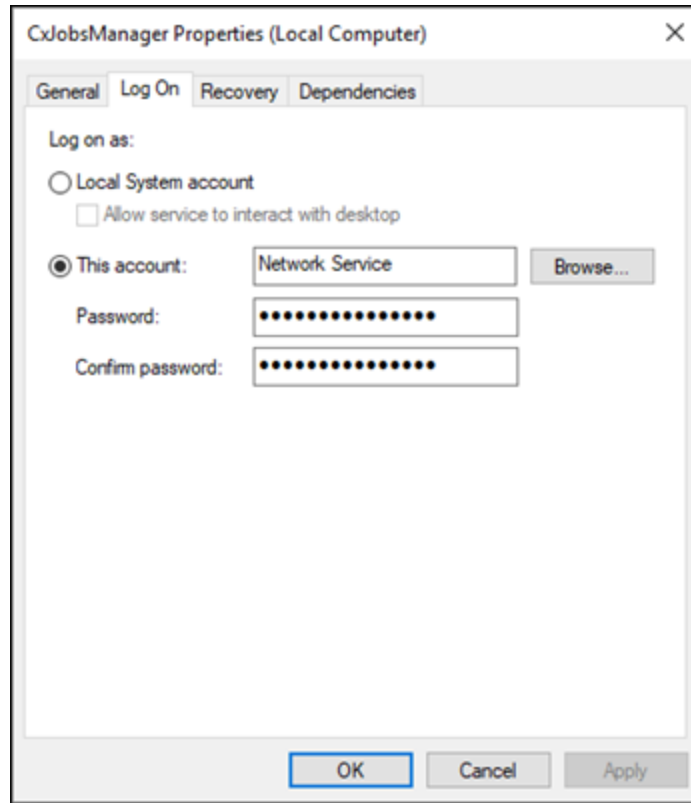 CxJobsManager Properties (Local Computer)
General Log On Recovery Dependencies
Log on as:
Local System account
Allow service to interact with desktop
This account: Network Service Browse...
Password: •••••••••••••••
Confirm password: •••••••••••••••
OK Cancel Apply